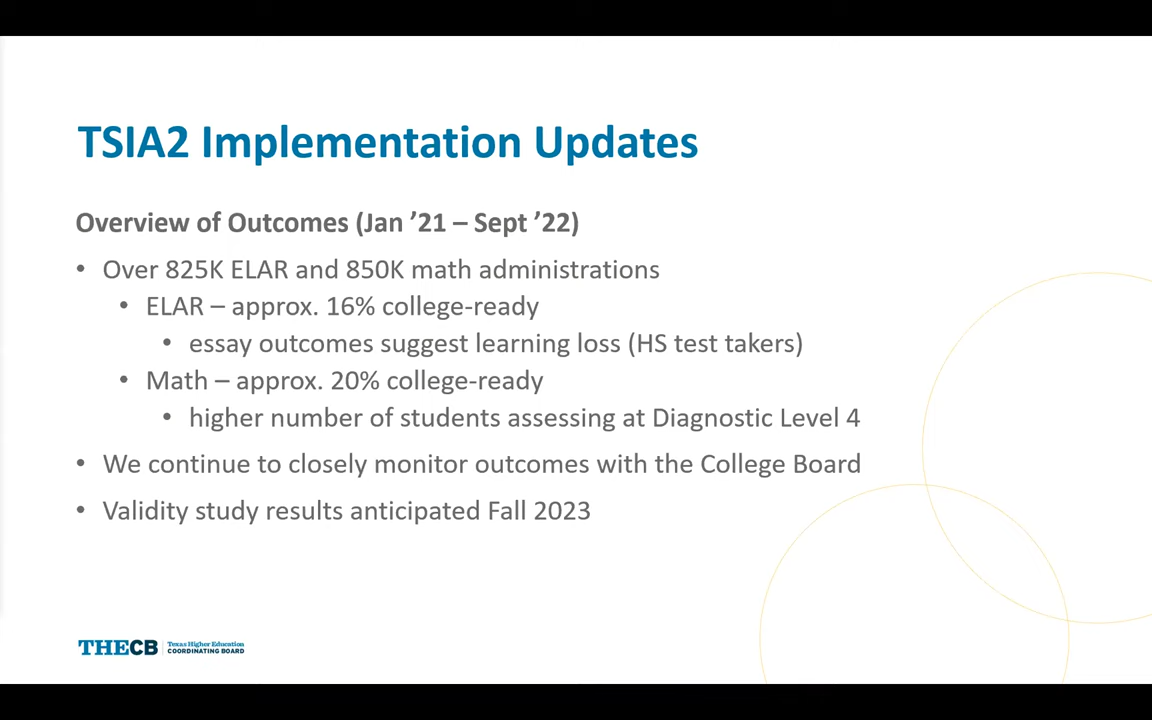 TSIA2 Implementation Updates
Overview of Outcomes (Jan ’21 – Sept ’22)
• Over 825K ELAR and 850K math administrations
• ELAR – approx. 16% college-ready
• essay outcomes suggest learning loss (HS test takers)
• Math – approx. 20% college-ready
• higher number of students assessing at Diagnostic Level 4
• We continue to closely monitor outcomes with the College Board
• Validity study results anticipated Fall 2023
THECB
Texas Higher Education
COORDINATING BOARD